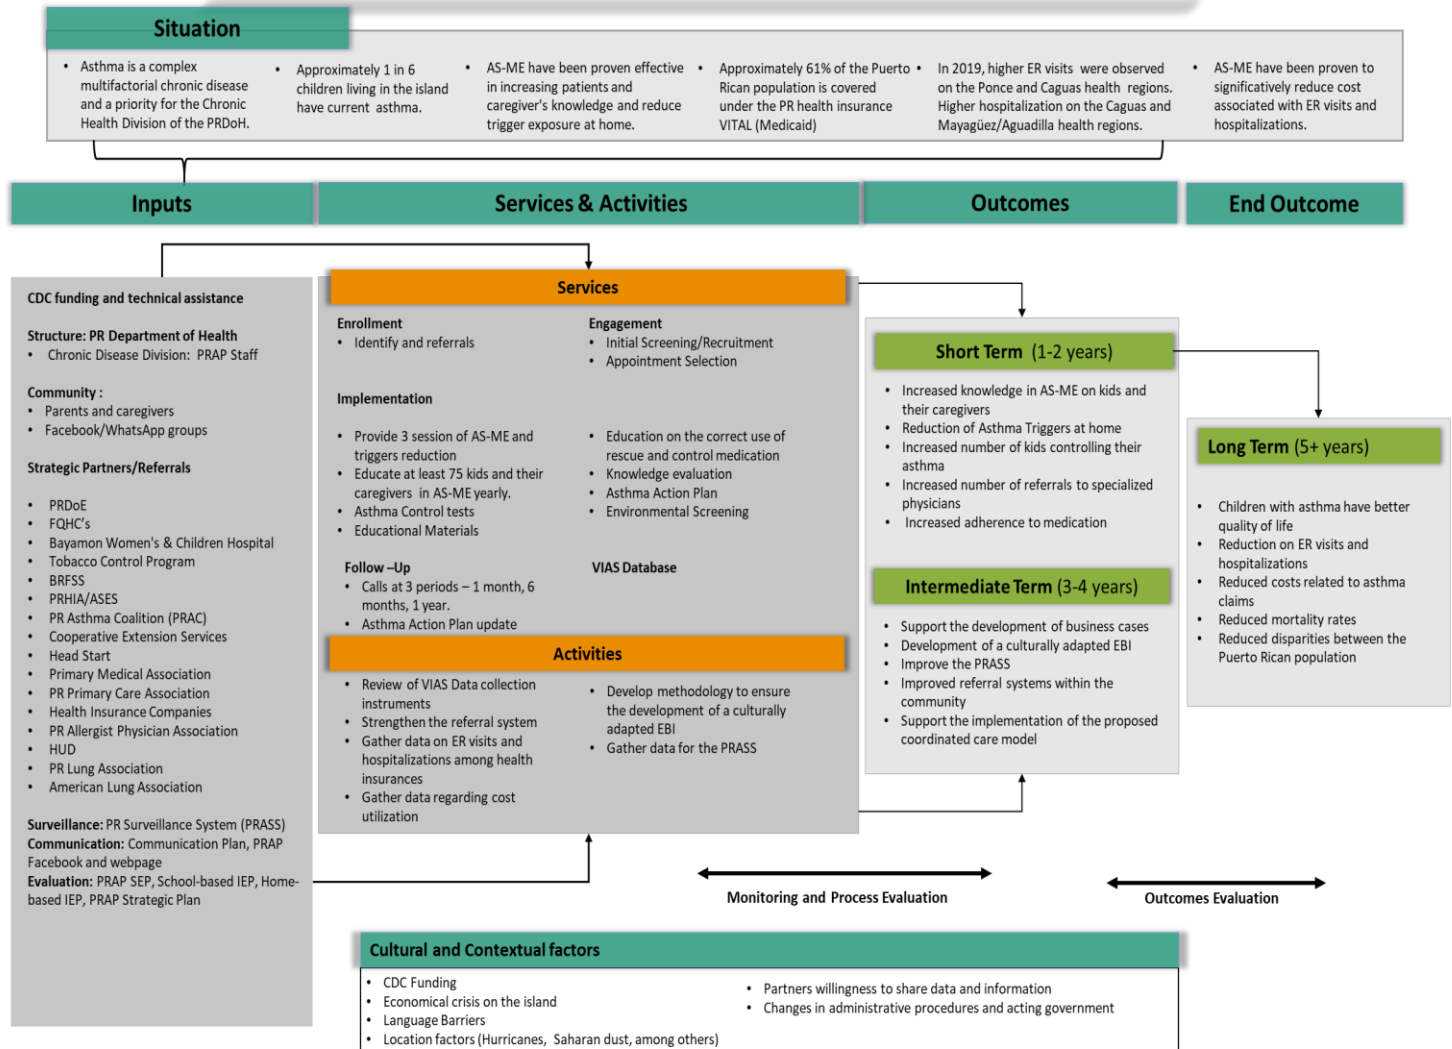 Situation
• Asthma is a complex
multifactorial chronic disease
and a priority for the Chronic
Health Division of the PRDoH.
• Approximately 1 in 6
children living in the island
have current asthma.
• AS-ME have been proven effective
in increasing patients and
caregiver's knowledge and reduce
trigger exposure at home.
• Approximately 61% of the Puerto
Rican population is covered
under the PR health insurance
VITAL (Medicaid)
• In 2019, higher ER visits were observed
on the Ponce and Caguas health regions.
Higher hospitalization on the Caguas and
Mayagüez/Aguadilla health regions.
• AS-ME have been proven to
significantly reduce cost
associated with ER visits and
hospitalizations.
Inputs
Services & Activities
Outcomes
End Outcome
CDC funding and technical assistance
Structure: PR Department of Health
• Chronic Disease Division: PRAP Staff
Community :
• Parents and caregivers
• Facebook/WhatsApp groups
Strategic Partners/Referrals
• PRDoE
• FQHC's
• Bayamon Women's & Children Hospital
• Tobacco Control Program
• BRFSS
• PRHIA/ASES
• PR Asthma Coalition (PRAC)
• Cooperative Extension Services
• Head Start
• Primary Medical Association
• PR Primary Care Association
• Health Insurance Companies
• PR Allergist Physician Association
• HUD
• PR Lung Association
• American Lung Association
Surveillance: PR Surveillance System (PRASS)
Communication: Communication Plan, PRAP
Facebook and webpage
Evaluation: PRAP SEP, School-based IEP, Home-
based IEP, PRAP Strategic Plan
Services
Enrollment
• Identify and referrals
Engagement
• Initial Screening/Recruitment
• Appointment Selection
Implementation
• Provide 3 session of AS-ME and
triggers reduction
• Educate at least 75 kids and their
caregivers in AS-ME yearly.
• Asthma Control tests
• Educational Materials
• Education on the correct use of
rescue and control medication
• Knowledge evaluation
• Asthma Action Plan
• Environmental Screening
Follow –Up
• Calls at 3 periods – 1 month, 6
months, 1 year.
• Asthma Action Plan update
VIAS Database
Activities
• Review of VIAS Data collection
instruments
• Strengthen the referral system
• Gather data on ER visits and
hospitalizations among health
insurances
• Gather data regarding cost
utilization
• Develop methodology to ensure
the development of a culturally
adapted EBI
• Gather data for the PRASS
Short Term (1-2 years)
• Increased knowledge in AS-ME on kids and
their caregivers
• Reduction of Asthma Triggers at home
• Increased number of kids controlling their
asthma
• Increased number of referrals to specialized
physicians
• Increased adherence to medication
Intermediate Term (3-4 years)
• Support the development of business cases
• Development of a culturally adapted EBI
• Improve the PRASS
• Improved referral systems within the
community
• Support the implementation of the proposed
coordinated care model
Long Term (5+ years)
• Children with asthma have better
quality of life
• Reduction on ER visits and
hospitalizations
• Reduced costs related to asthma
claims
• Reduced mortality rates
• Reduced disparities between the
Puerto Rican population
Monitoring and Process Evaluation
Outcomes Evaluation
Cultural and Contextual factors
• CDC Funding
• Economical crisis on the island
• Language Barriers
• Location factors (Hurricanes, Saharan dust, among others)
• Partners willingness to share data and information
• Changes in administrative procedures and acting government